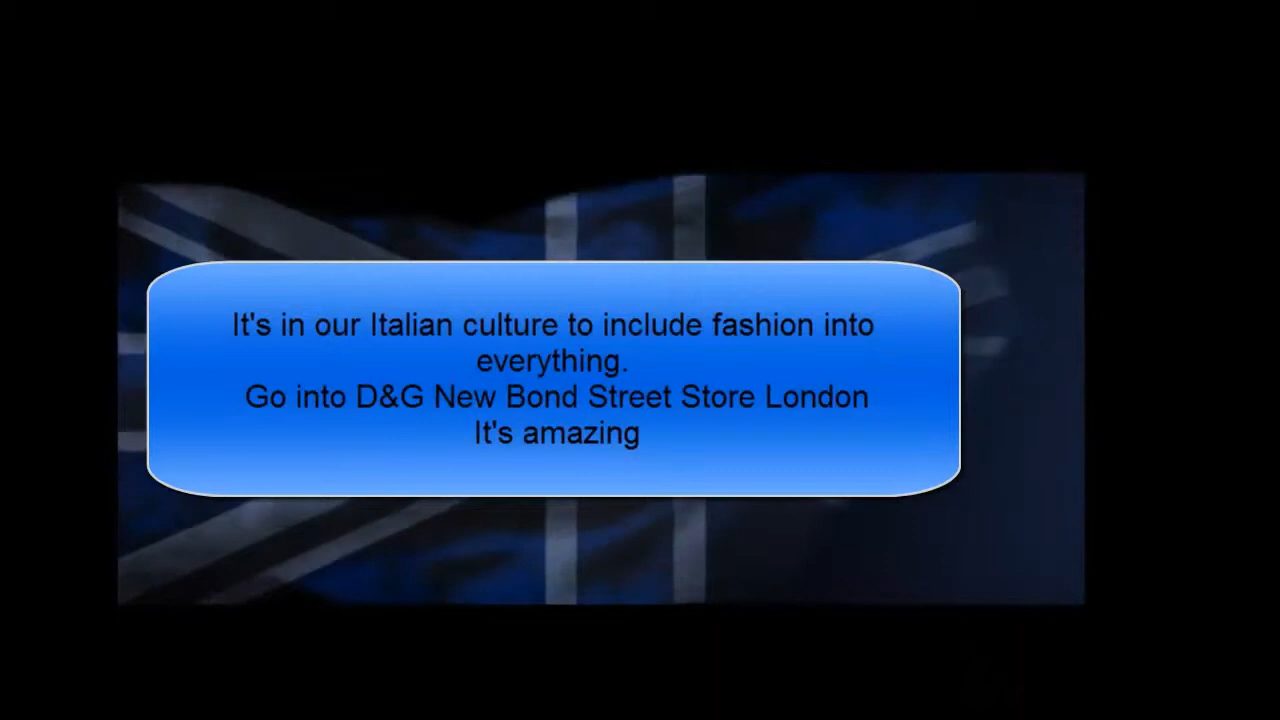 It's in our Italian culture to include fashion into
everything.
Go into D&G New Bond Street Store London
It's amazing